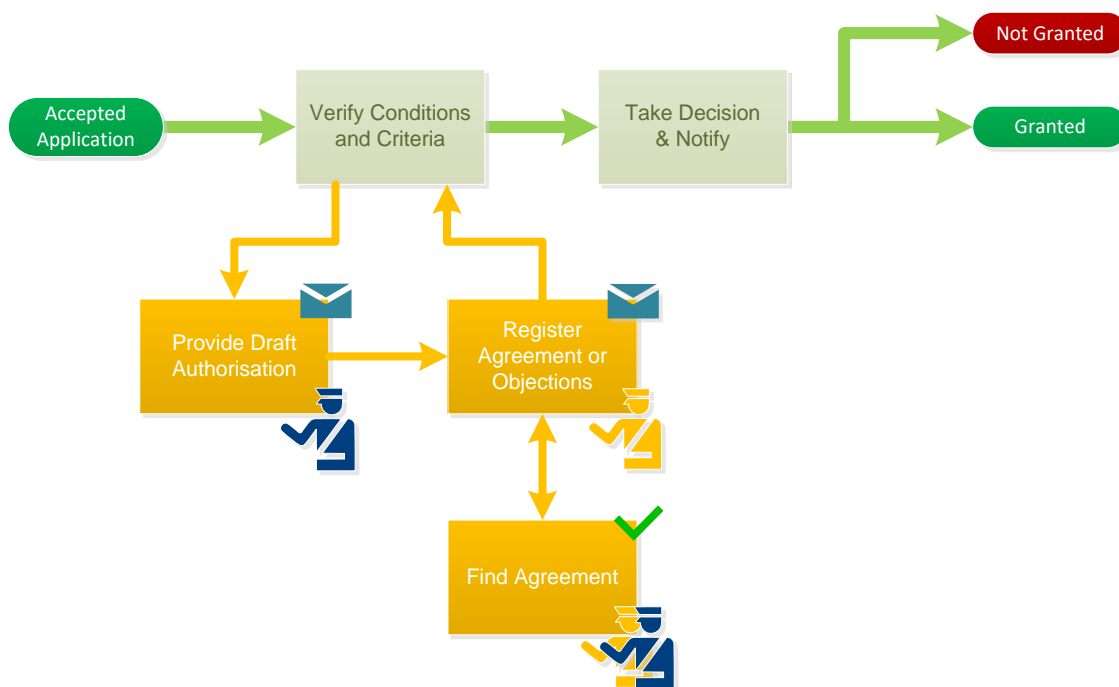 Not Granted
Accepted
Application
Verify Conditions
and Criteria
Take Decision
& Notify
Granted
Provide Draft
Authorisation
Register
Agreement or
Objections
Find Agreement